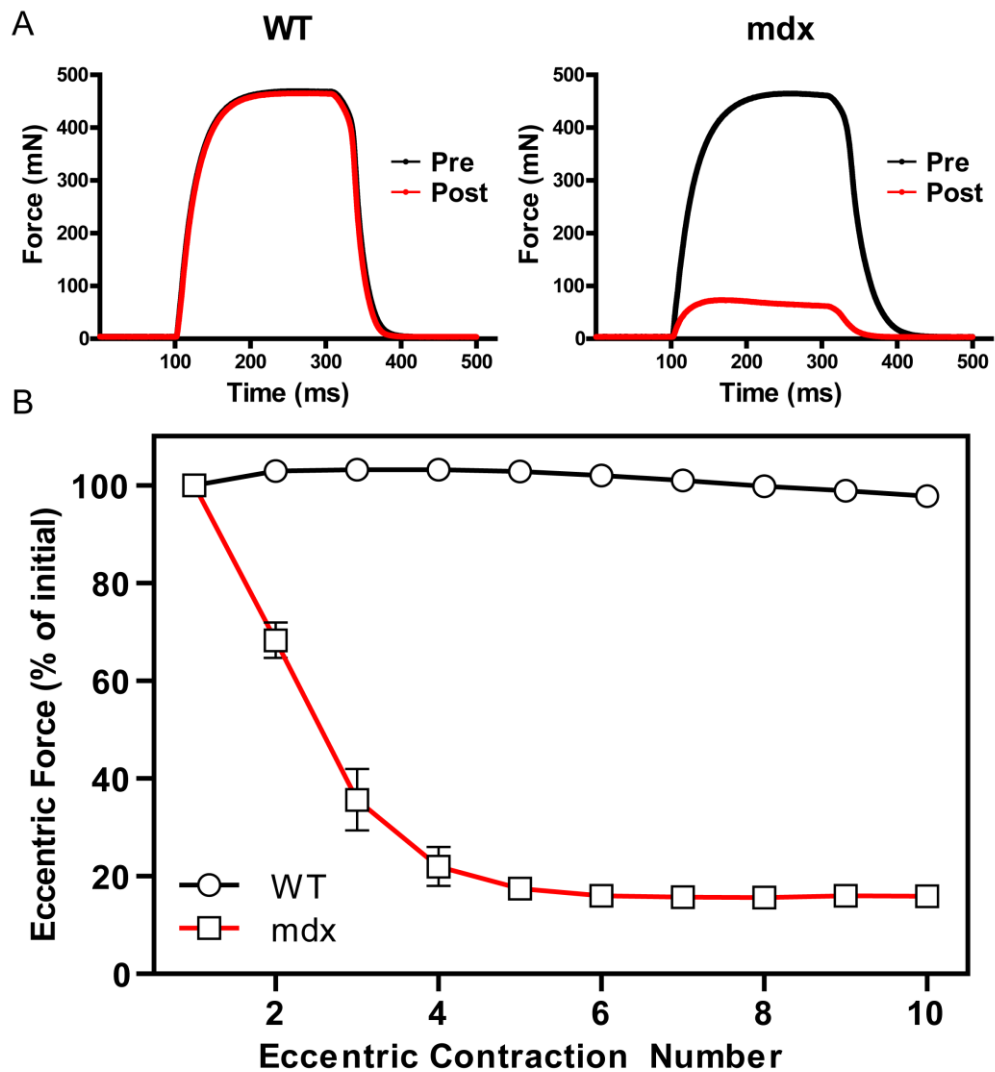 A
WT
mdx
Force (mN)
500
400
300
200
100
0
Pre
Post
100 200 300 400 500
Time (ms)
Force (mN)
500
400
300
200
100
0
Pre
Post
100 200 300 400 500
Time (ms)
B
Eccentric Force (% of initial)
100
80
60
40
20
0
WT
mdx
2 4 6 8 10
Eccentric Contraction Number